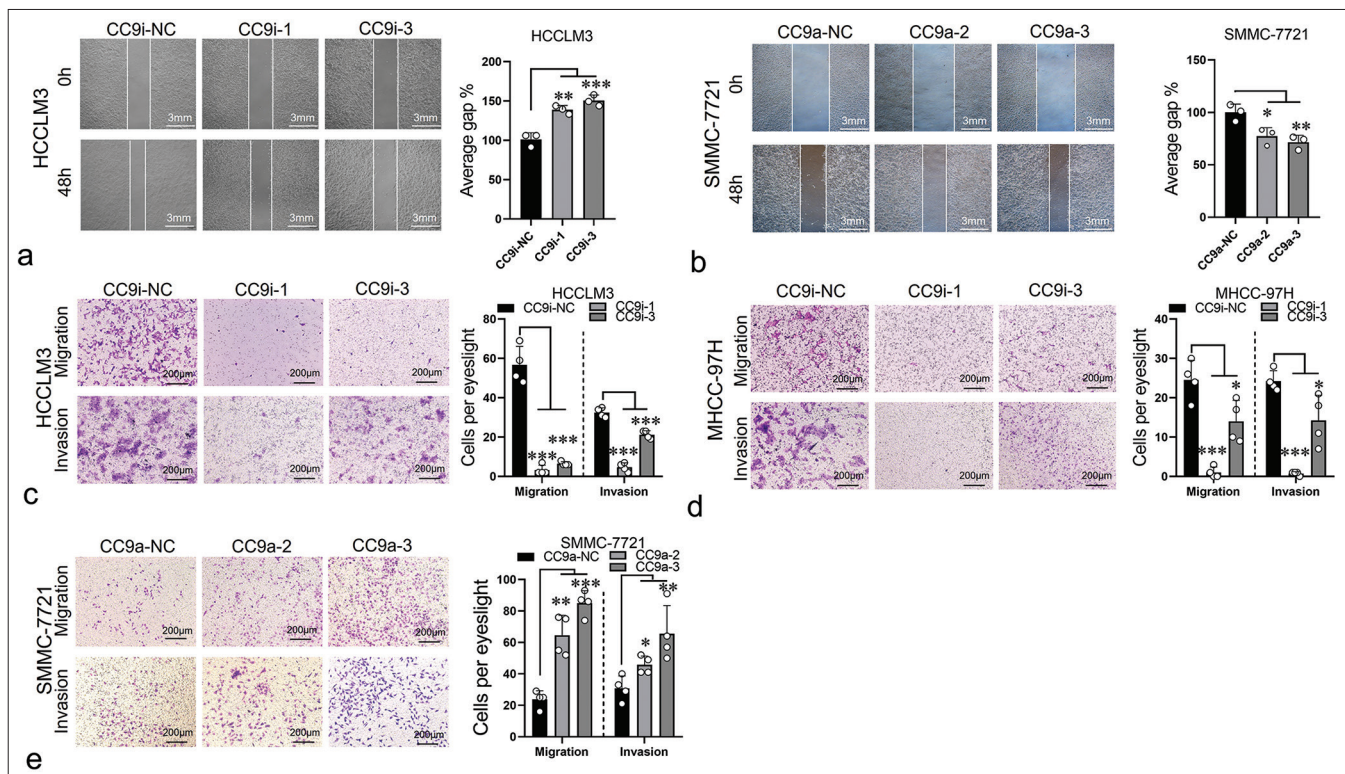 CC9i-NC CC9i-1 CC9i-3
HCCLM3
0h
48h
3mm 3mm 3mm
3mm 3mm 3mm
HCCLM3
Average gap %
200
150
100
50
0
** ***
CC9i-NC CC9i-1 CC9i-3
a
CC9a-NC CC9a-2 CC9a-3
SMMC-7721
0h
48h
3mm 3mm 3mm
3mm 3mm 3mm
SMMC-7721
Average gap %
200
150
100
50
0
* **
CC9a-NC CC9a-2 CC9a-3
b
CC9i-NC CC9i-1 CC9i-3
HCCLM3
Migration
Invasion
200μm 200μm 200μm
200μm 200μm 200μm
HCCLM3
CC9i-NC CC9i-1
CC9i-3
Cells per eyeslight
80
60
40
20
0
*** *** *** ***
Migration Invasion
c
CC9i-NC CC9i-1 CC9i-3
MHCC-97H
Migration
Invasion
200μm 200μm 200μm
200μm 200μm 200μm
MHCC-97H
CC9i-NC CC9i-1
CC9i-3
Cells per eyeslight
40
30
20
10
0
*** * *** *
Migration Invasion
d
CC9a-NC CC9a-2 CC9a-3
SMMC-7721
Migration
Invasion
200μm 200μm 200μm
200μm 200μm 200μm
SMMC-7721
CC9a-NC CC9a-2
CC9a-3
Cells per eyeslight
100
80
60
40
20
0
** *** * **
Migration Invasion
e